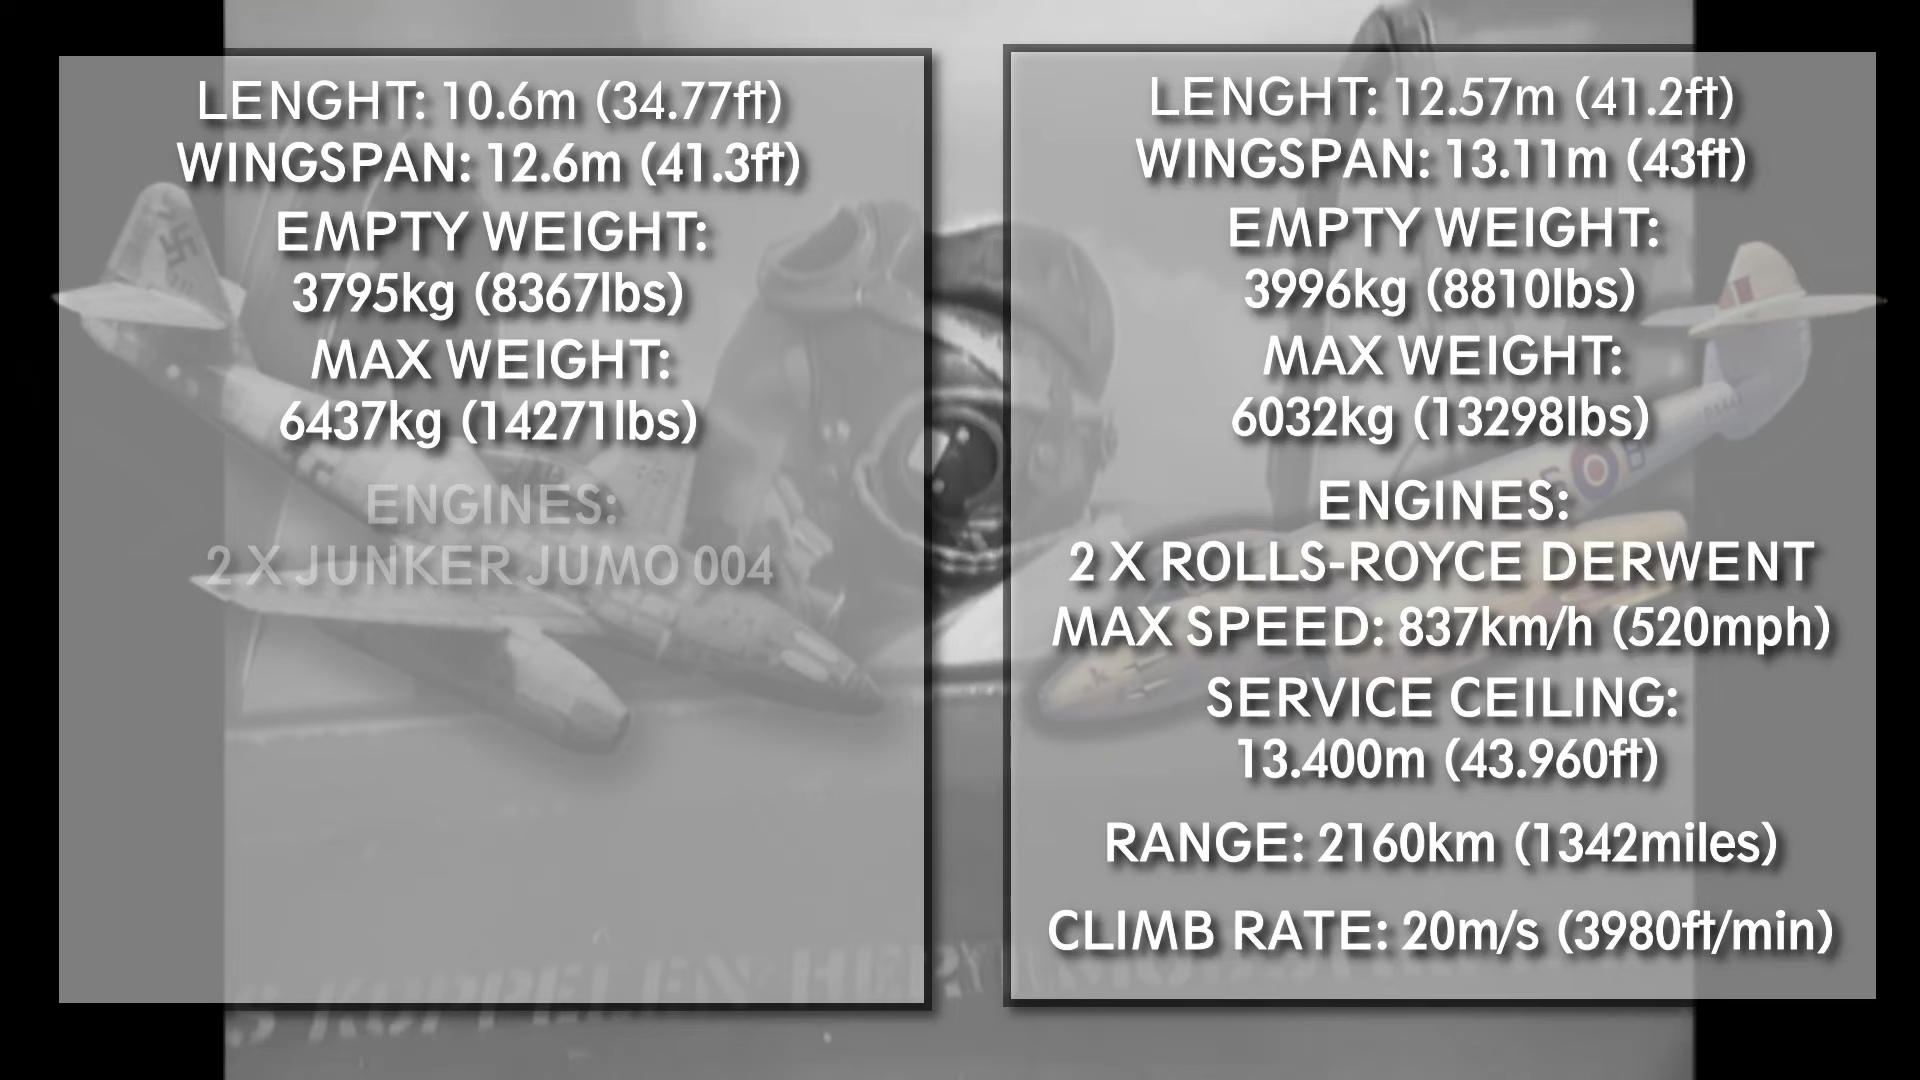 LENGHT: 10.6m (34.77ft)
WINGSPAN: 12.6m (41.3ft)
EMPTY WEIGHT:
3795kg (8367lbs)
MAX WEIGHT:
6437kg (14271lbs)
ENGINES:
2 X JUNKER JUMO 004
LENGHT: 12.57m (41.2ft)
WINGSPAN: 13.11m (43ft)
EMPTY WEIGHT:
3996kg (8810lbs)
MAX WEIGHT:
6032kg (13298lbs)
ENGINES:
2 X ROLLS-ROYCE DERWENT
MAX SPEED: 837km/h (520mph)
SERVICE CEILING:
13.400m (43.960ft)
RANGE: 2160km (1342miles)
CLIMB RATE: 20m/s (3980ft/min)